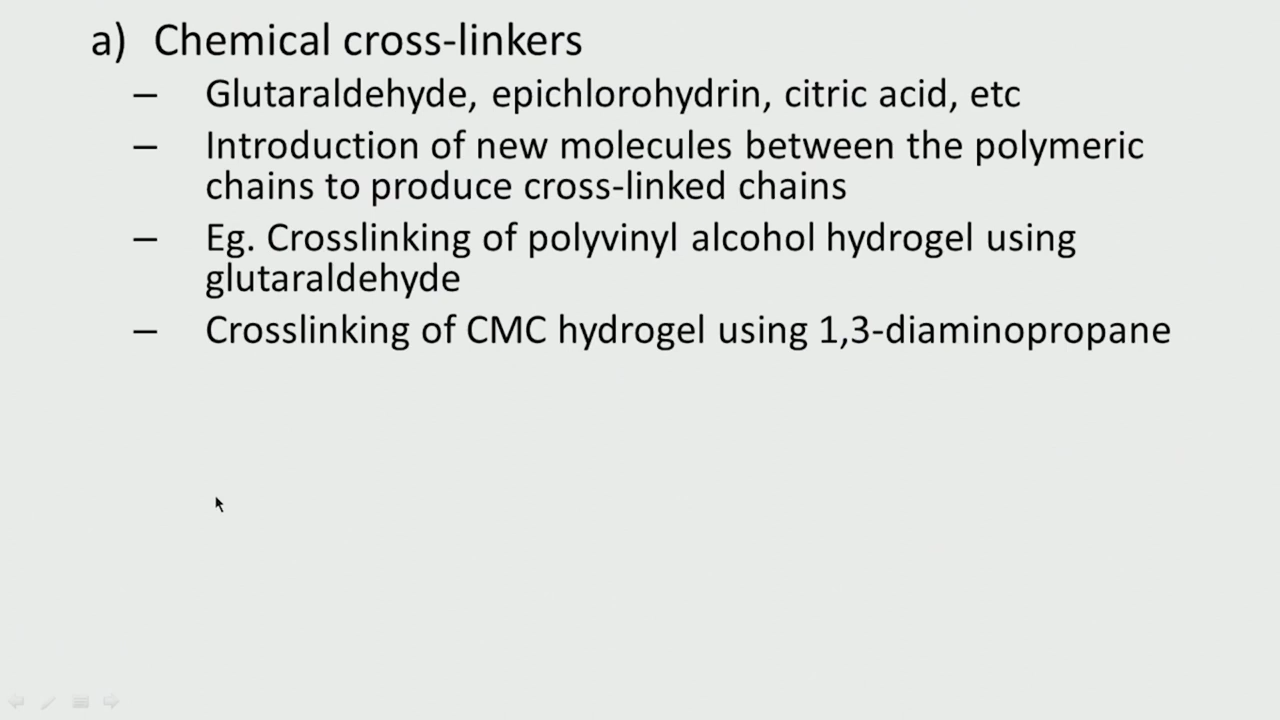 a) Chemical cross-linkers
– Glutaraldehyde, epichlorohydrin, citric acid, etc
– Introduction of new molecules between the polymeric
chains to produce cross-linked chains
– Eg. Crosslinking of polyvinyl alcohol hydrogel using
glutaraldehyde
– Crosslinking of CMC hydrogel using 1,3-diaminopropane